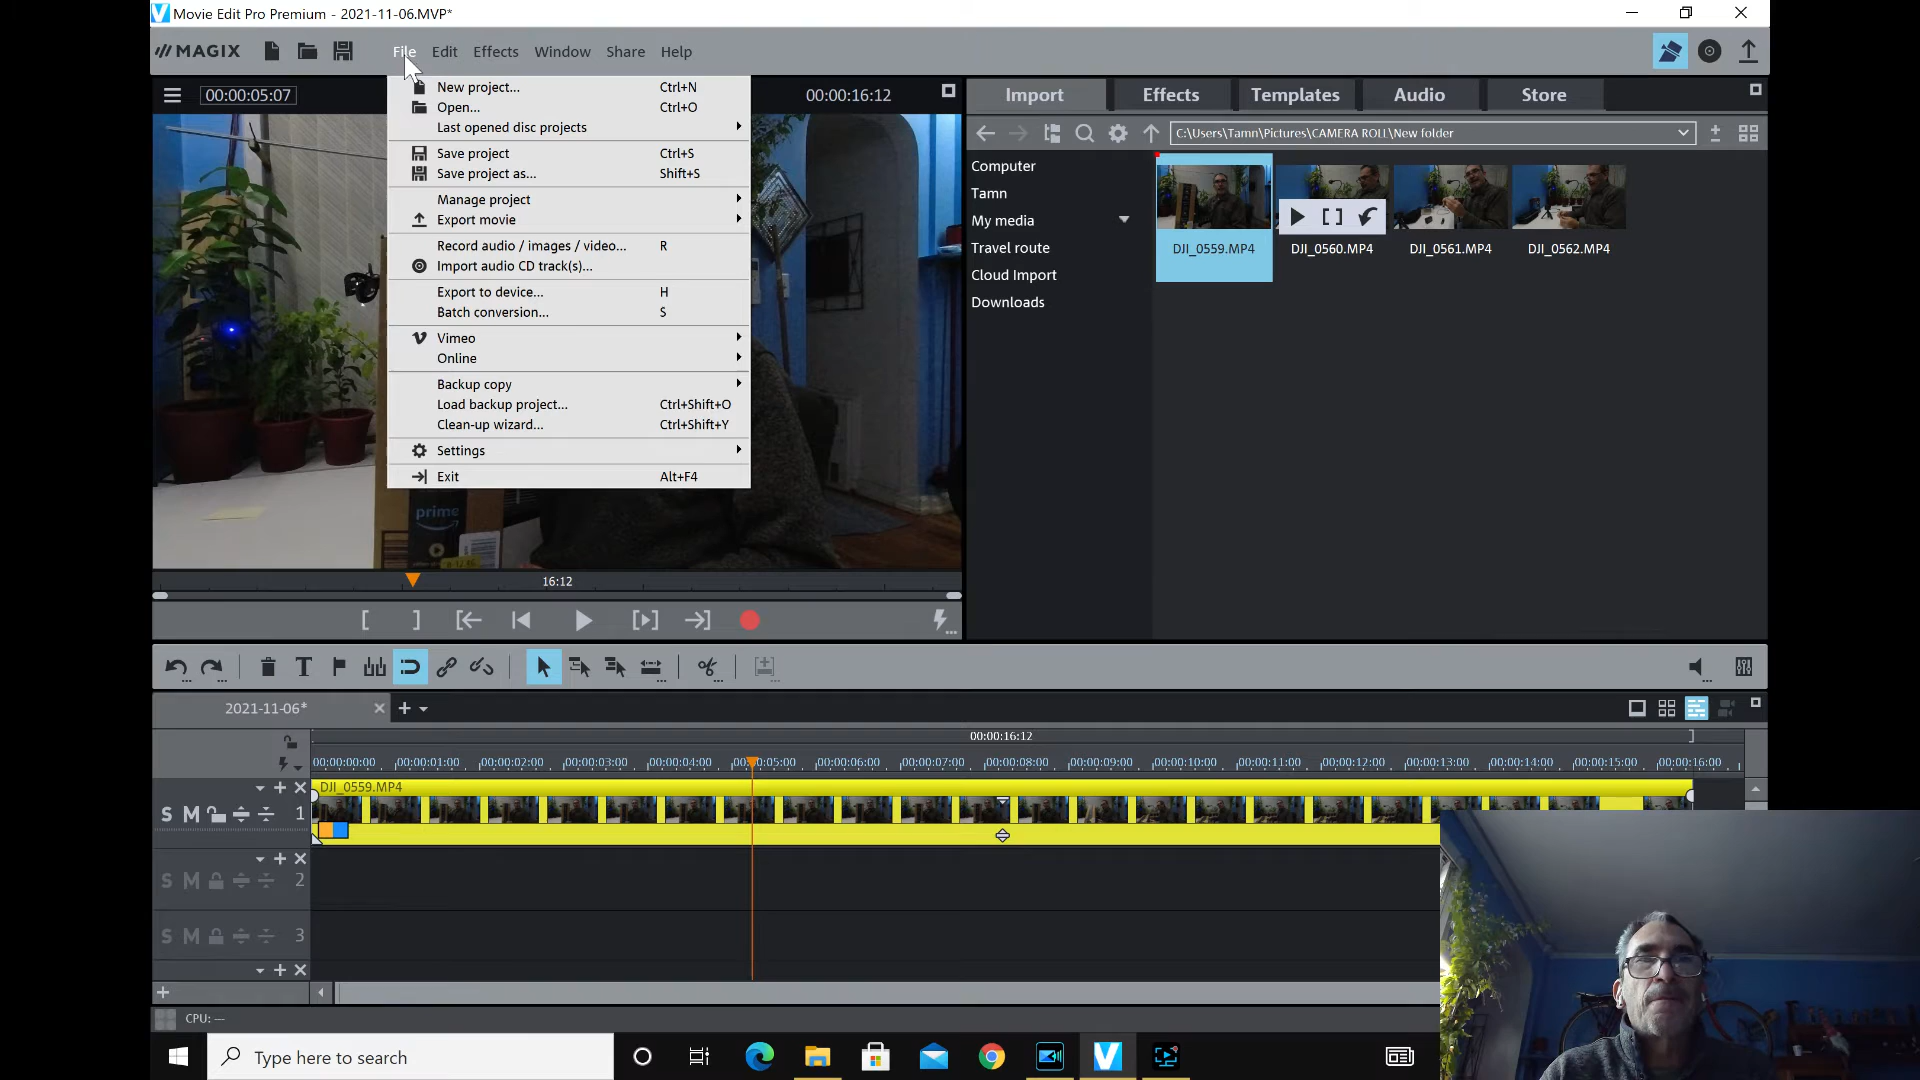 Movie Edit Pro Premium - 2021-11-06.MVP*
MAGIX
File Edit Effects Window Share Help
00:00:05:07
00:00:16:12
New project... Ctrl+N
Open... Ctrl+O
Last opened disc projects
Save project Ctrl+S
Save project as... Shift+S
Manage project
Export movie
Record audio / images / video... R
Import audio CD track(s)...
Export to device... H
Batch conversion... S
Vimeo
Online
Backup copy
Load backup project... Ctrl+Shift+O
Clean-up wizard... Ctrl+Shift+Y
Settings
Exit Alt+F4
prime
16:12
Import Effects Templates Audio Store
C:\Users\Tamn\Pictures\CAMERA ROLL\New folder
Computer
Tamn
My media
Travel route
Cloud Import
Downloads
DJI_0559.MP4 DJI_0560.MP4 DJI_0561.MP4 DJI_0562.MP4
2021-11-06*
00:00:16:12
00:00:00:00 00:00:01:00 00:00:02:00 00:00:03:00 00:00:04:00 00:00:05:00 00:00:06:00 00:00:07:00 00:00:08:00 00:00:09:00 00:00:10:00 00:00:11:00 00:00:12:00 00:00:13:00 00:00:14:00 00:00:15:00 00:00:16:00
DJI_0559.MP4
S M 1
S M 2
S M 3
CPU: —
Type here to search